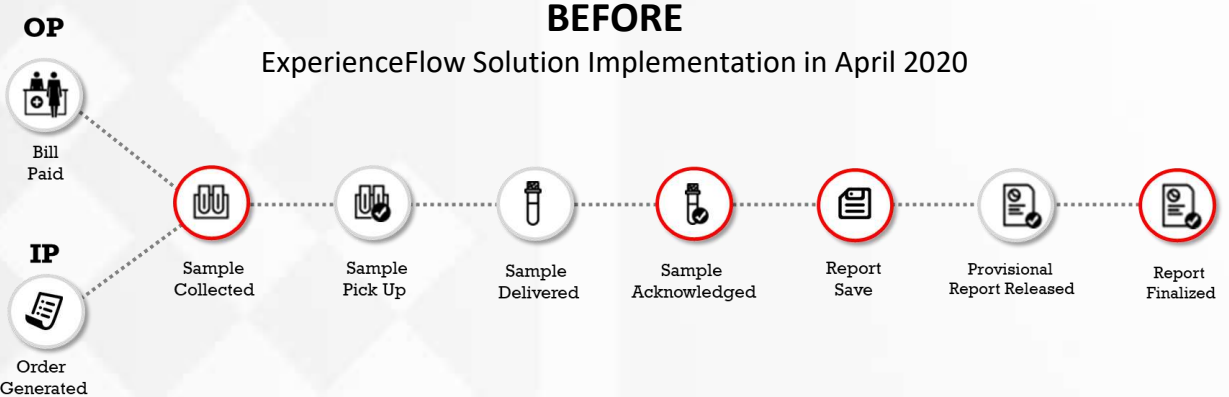 BEFORE
ExperienceFlow Solution Implementation in April 2020
OP
Bill
Paid
IP
Order
Generated
Sample
Collected
Sample
Pick Up
Sample
Delivered
Sample
Acknowledged
Report
Save
Provisional
Report Released
Report
Finalized